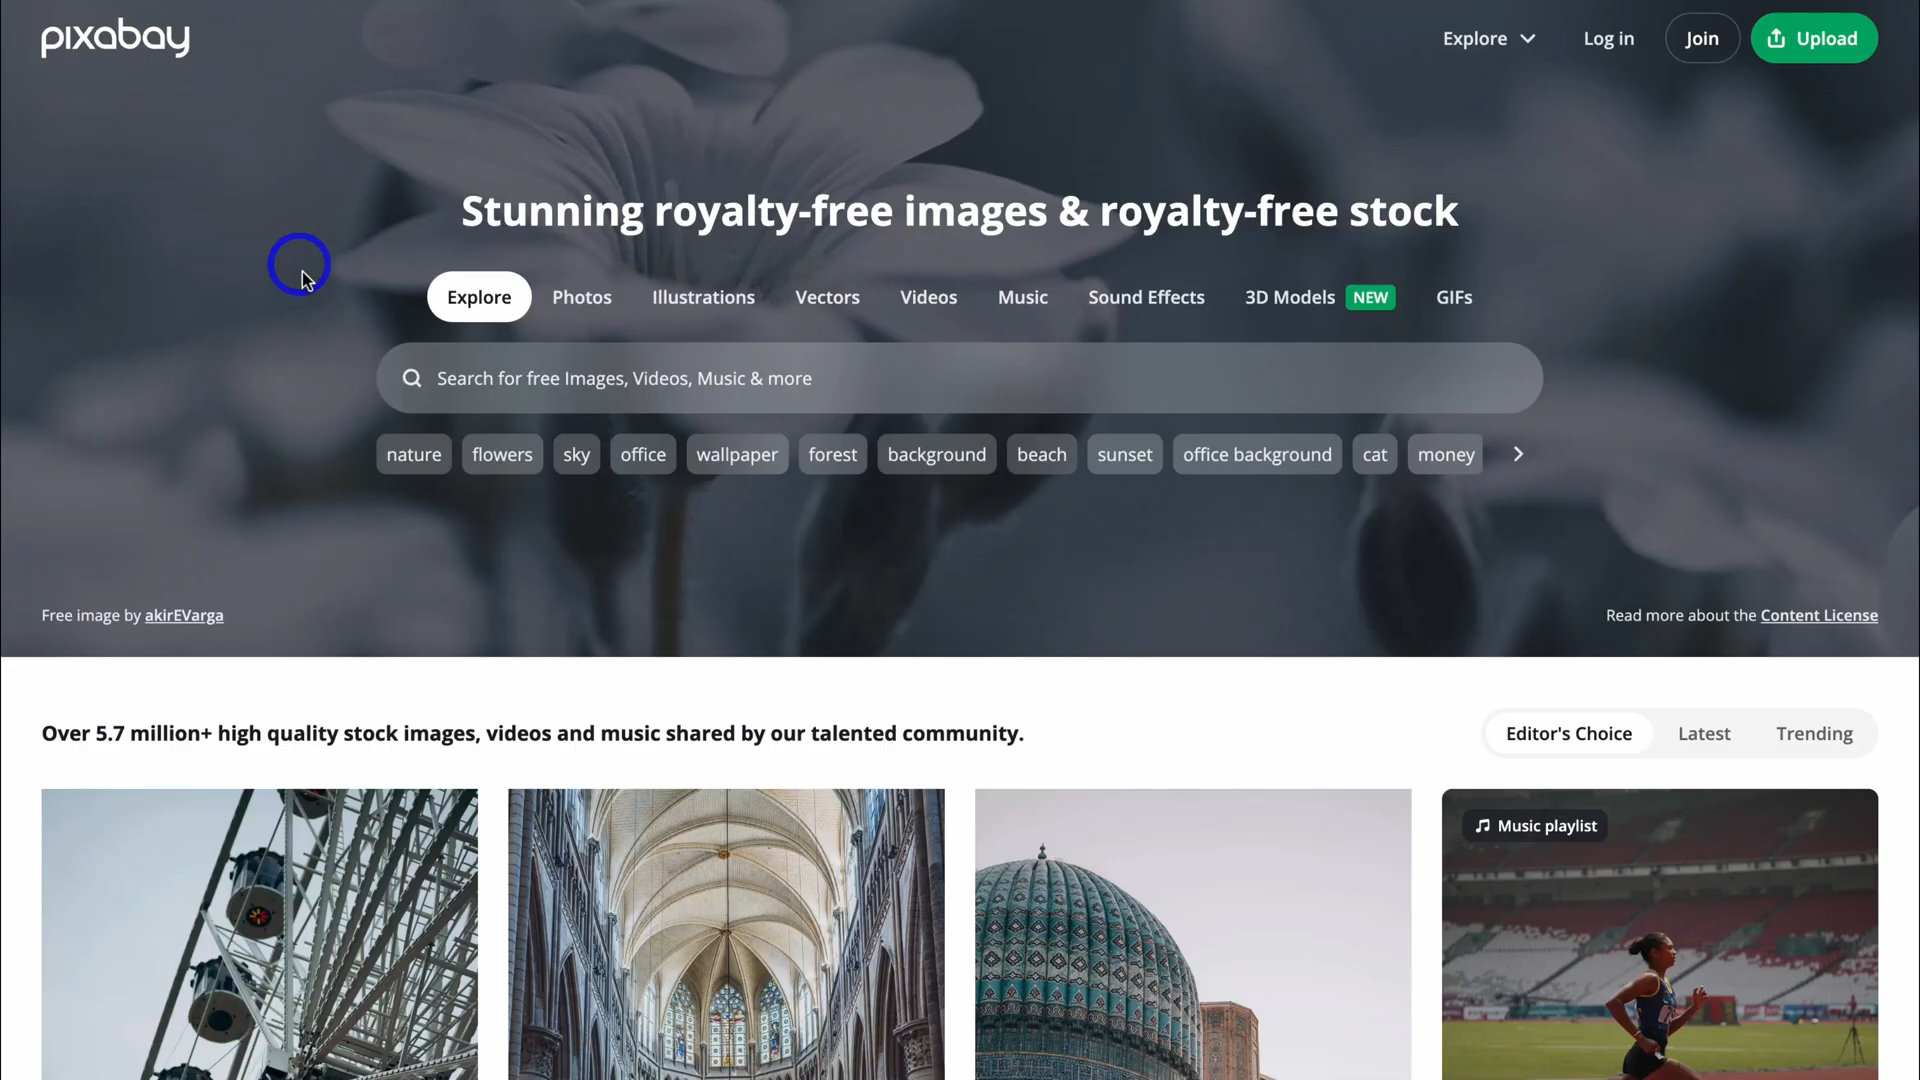 pixabay
Explore
Log in
Join
Upload
Stunning royalty-free images & royalty-free stock
Explore
Photos
Illustrations
Vectors
Videos
Music
Sound Effects
3D Models NEW
GIFs
Search for free Images, Videos, Music & more
nature
flowers
sky
office
wallpaper
forest
background
beach
sunset
office background
cat
money
Free image by akirEVarga
Read more about the Content License
Over 5.7 million+ high quality stock images, videos and music shared by our talented community.
Editor's Choice
Latest
Trending
Music playlist